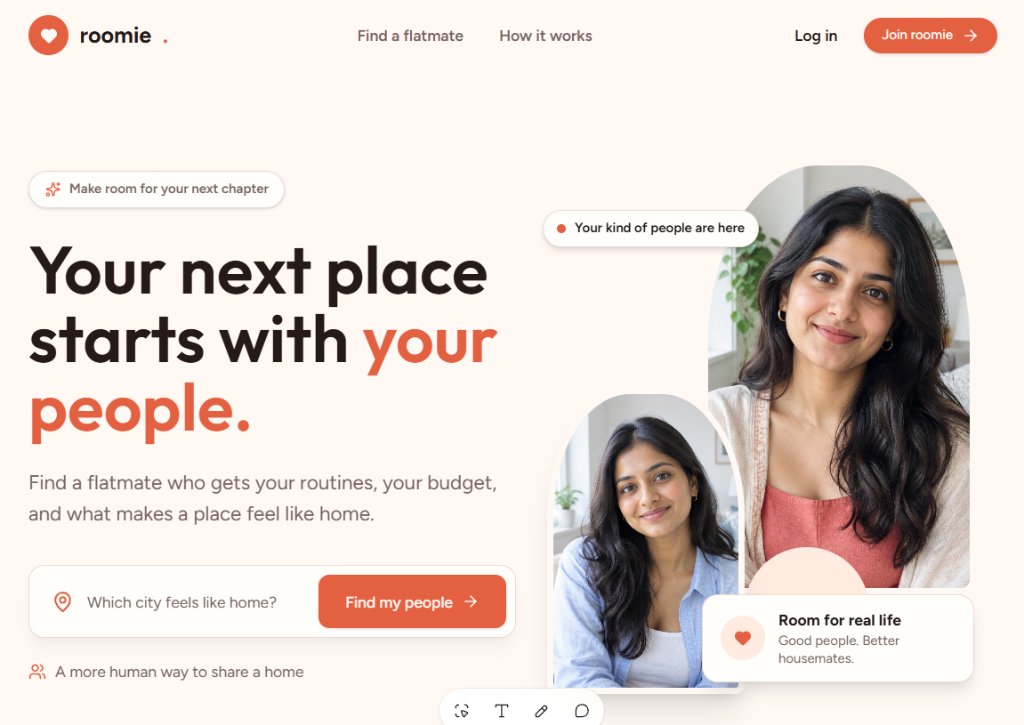 roomie .
Find a flatmate
How it works
Log in
Join roomie
Make room for your next chapter
Your next place
starts with your
people.
Find a flatmate who gets your routines, your budget,
and what makes a place feel like home.
Which city feels like home?
Find my people
A more human way to share a home
Your kind of people are here
Room for real life
Good people. Better
housemates.